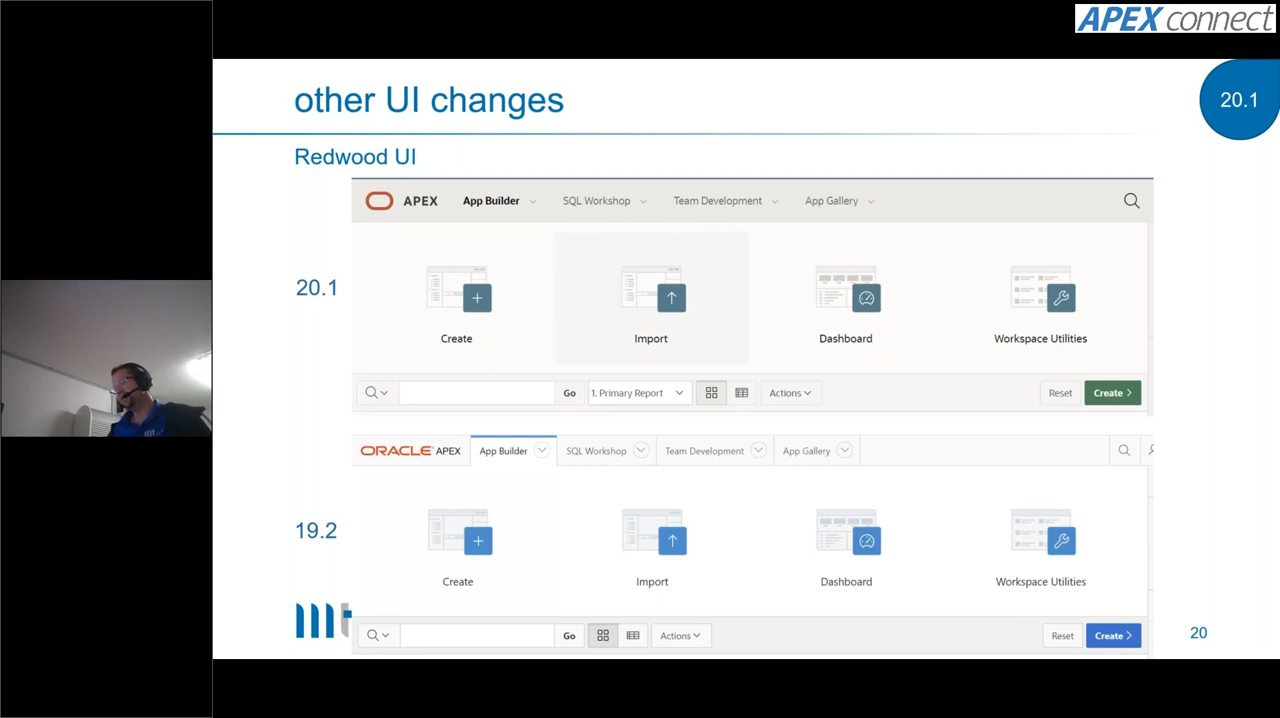 APEX connect
other UI changes
20.1
Redwood UI
APEX App Builder SQL Workshop Team Development App Gallery
20.1
Create Import Dashboard Workspace Utilities
Go 1. Primary Report Actions Reset Create
ORACLE APEX App Builder SQL Workshop Team Development App Gallery
19.2
Create Import Dashboard Workspace Utilities
mt
Go Actions Reset Create
20